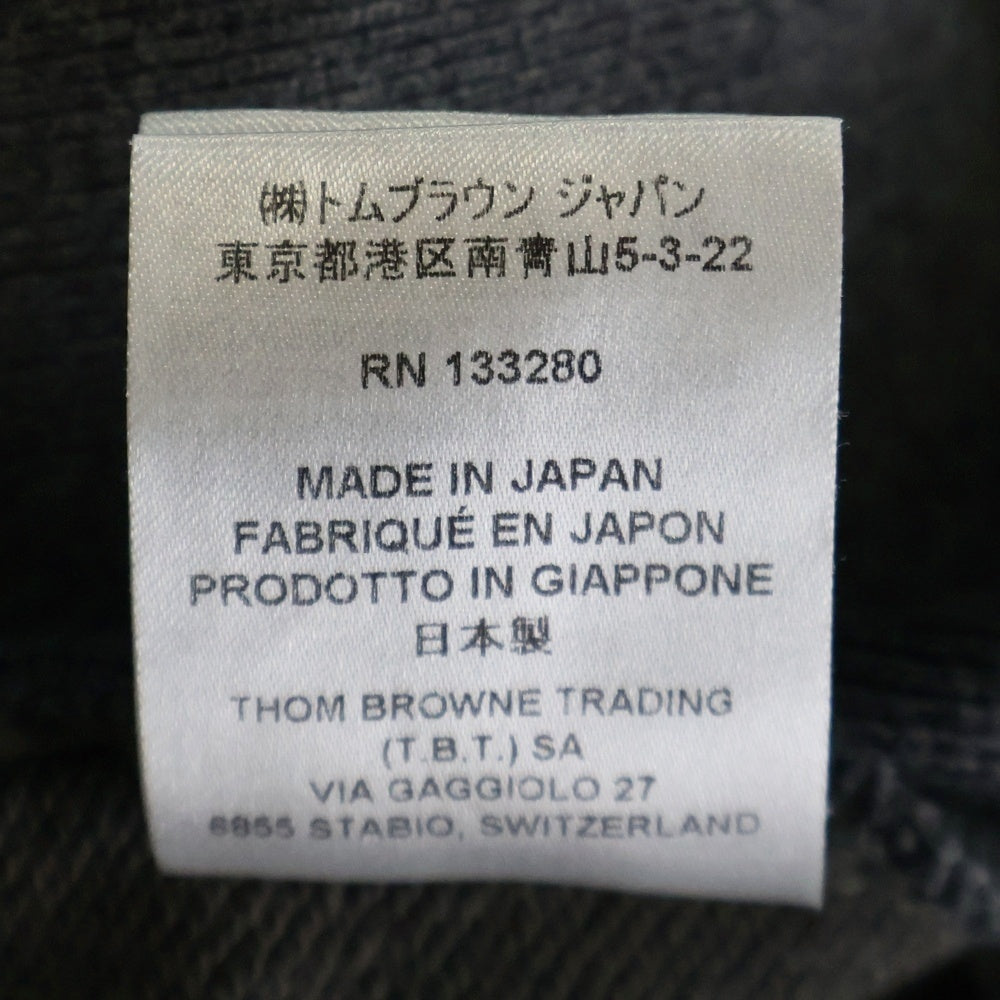 ㈱トムブラウン ジャパン
東京都港区南青山5-3-22
RN 133280
MADE IN JAPAN
FABRIQUÉ EN JAPON
PRODOTTO IN GIAPPONE
日本製
THOM BROWNE TRADING
(T.B.T.) SA
VIA GAGGIOLO 27
6855 STABIO, SWITZERLAND